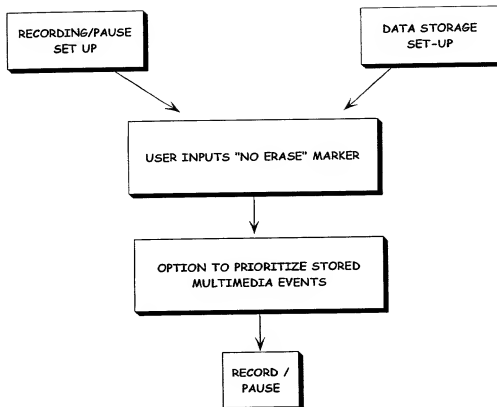 RECORDING/PAUSE
SET UP
DATA STORAGE
SET-UP
USER INPUTS "NO ERASE" MARKER
OPTION TO PRIORITIZE STORED
MULTIMEDIA EVENTS
RECORD /
PAUSE